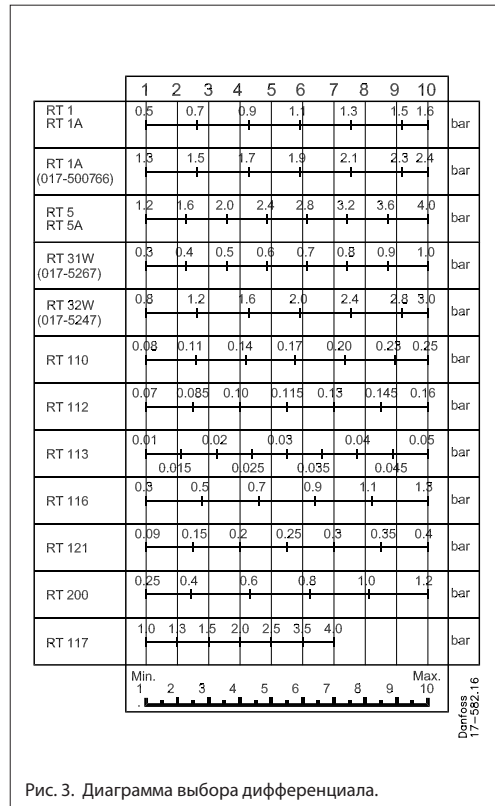 1 2 3 4 5 6 7 8 9 10
RT 1
RT 1A
0.5 0.7 0.9 1.1 1.3 1.5 1.6
bar
RT 1A
(017-500766)
1.3 1.5 1.7 1.9 2.1 2.3 2.4
bar
RT 5
RT 5A
1.2 1.6 2.0 2.4 2.8 3.2 3.6 4.0
bar
RT 31W
(017-5267)
0.3 0.4 0.5 0.6 0.7 0.8 0.9 1.0
bar
RT 32W
(017-5247)
0.8 1.2 1.6 2.0 2.4 2.8 3.0
bar
RT 110
0.08 0.11 0.14 0.17 0.20 0.23 0.25
bar
RT 112
0.07 0.085 0.10 0.115 0.13 0.145 0.16
bar
RT 113
0.01 0.02 0.03 0.04 0.05
0.015 0.025 0.035 0.045
bar
RT 116
0.3 0.5 0.7 0.9 1.1 1.3
bar
RT 121
0.09 0.15 0.2 0.25 0.3 0.35 0.4
bar
RT 200
0.25 0.4 0.6 0.8 1.0 1.2
bar
RT 117
1.0 1.3 1.5 2.0 2.5 3.5 4.0
bar
Min. Max.
1 2 3 4 5 6 7 8 9 10
Danfoss
17-582.16
Рис. 3. Диаграмма выбора дифференциала.